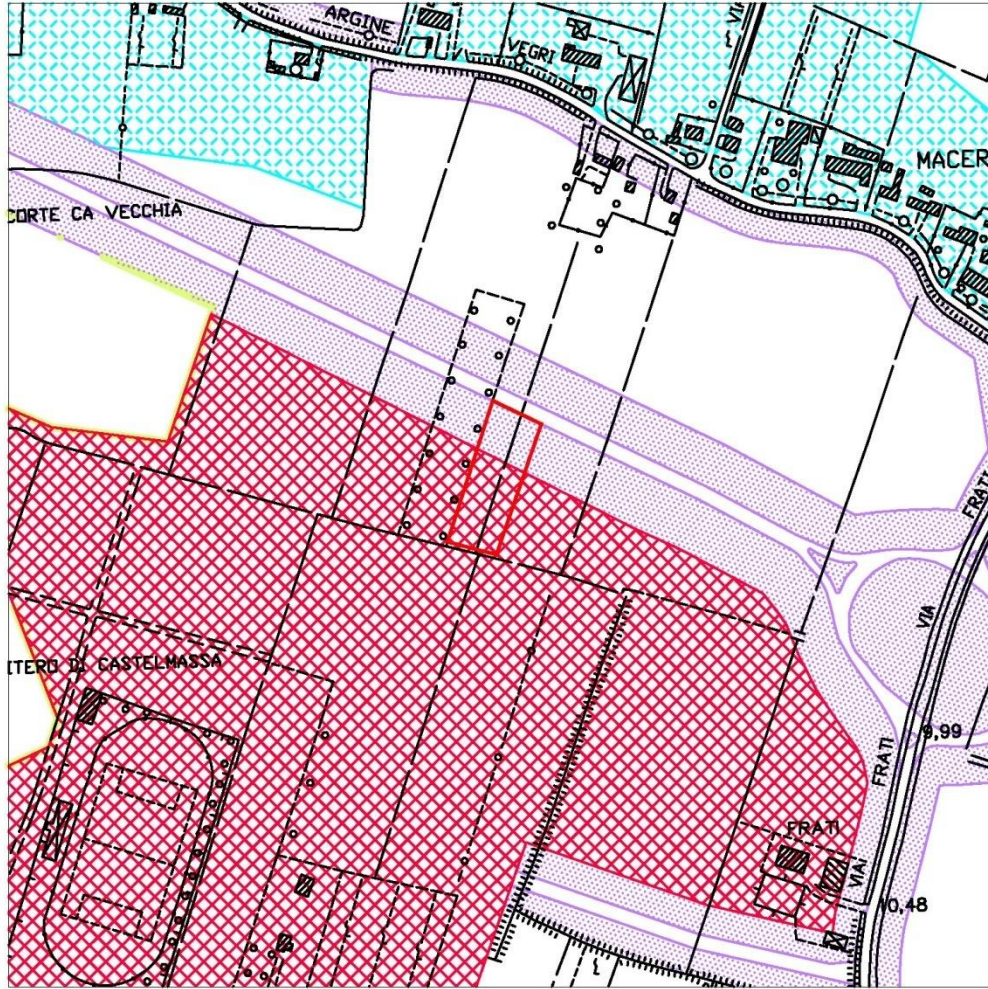 ARGINE
VEGRI
VIA
MACER
CORTE CA VECCHIA
FRATI
VIA
ITERO DI CASTELMASSA
9,99
FRATI
FRATI
VIAi
10,48